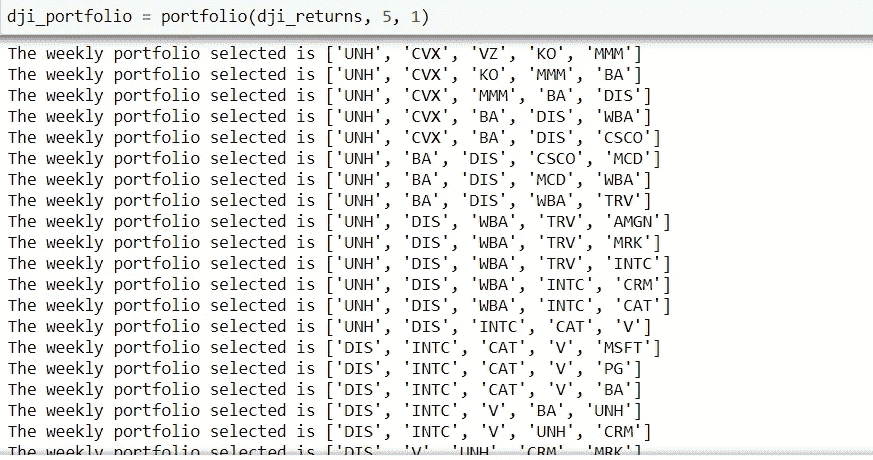 dji_portfolio = portfolio(dji_returns, 5, 1)
The weekly portfolio selected is ['UNH', 'CVX', 'VZ', 'KO', 'MMM']
The weekly portfolio selected is ['UNH', 'CVX', 'KO', 'MMM', 'BA']
The weekly portfolio selected is ['UNH', 'CVX', 'MMM', 'BA', 'DIS']
The weekly portfolio selected is ['UNH', 'CVX', 'BA', 'DIS', 'WBA']
The weekly portfolio selected is ['UNH', 'CVX', 'BA', 'DIS', 'CSCO']
The weekly portfolio selected is ['UNH', 'BA', 'DIS', 'CSCO', 'MCD']
The weekly portfolio selected is ['UNH', 'BA', 'DIS', 'MCD', 'WBA']
The weekly portfolio selected is ['UNH', 'BA', 'DIS', 'WBA', 'TRV']
The weekly portfolio selected is ['UNH', 'DIS', 'WBA', 'TRV', 'AMGN']
The weekly portfolio selected is ['UNH', 'DIS', 'WBA', 'TRV', 'MRK']
The weekly portfolio selected is ['UNH', 'DIS', 'WBA', 'TRV', 'INTC']
The weekly portfolio selected is ['UNH', 'DIS', 'WBA', 'INTC', 'CRM']
The weekly portfolio selected is ['UNH', 'DIS', 'WBA', 'INTC', 'CAT']
The weekly portfolio selected is ['UNH', 'DIS', 'INTC', 'CAT', 'V']
The weekly portfolio selected is ['DIS', 'INTC', 'CAT', 'V', 'MSFT']
The weekly portfolio selected is ['DIS', 'INTC', 'CAT', 'V', 'PG']
The weekly portfolio selected is ['DIS', 'INTC', 'CAT', 'V', 'BA']
The weekly portfolio selected is ['DIS', 'INTC', 'V', 'BA', 'UNH']
The weekly portfolio selected is ['DIS', 'INTC', 'V', 'UNH', 'CRM']
The weekly portfolio selected is ['DIS', 'V', 'UNH', 'CRM', 'MRK']